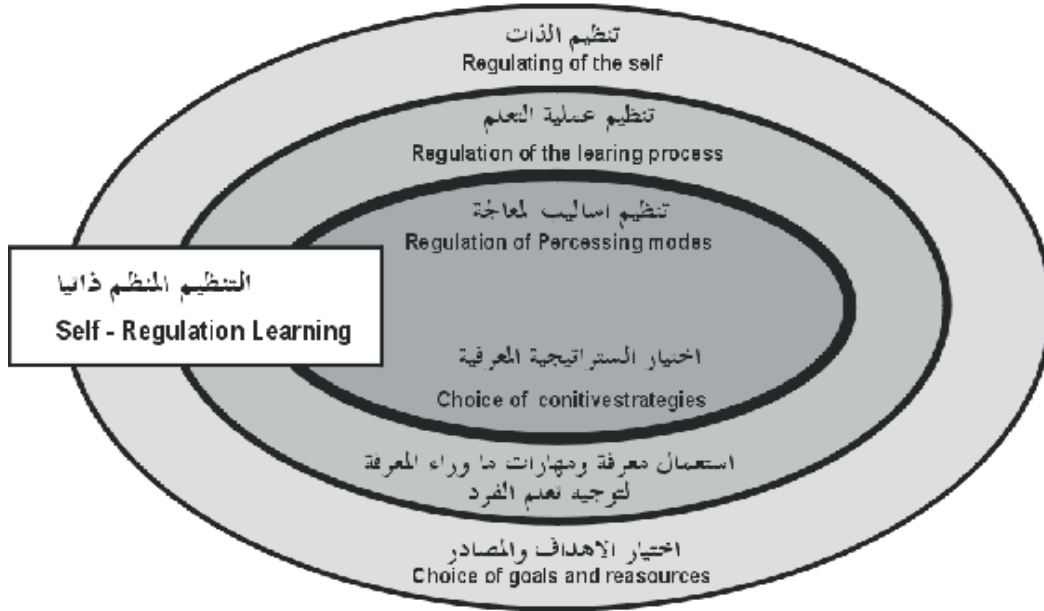 تنظيم الذات
Regulating of the self
تنظيم عملية التعلم
Regulation of the learing process
تنظيم اساليب المعالجة
Regulation of Percessing modes
التنظيم المنظم ذاتيا
Self - Regulation Learning
اختيار الستراتيجية المعرفية
Choice of conitivestrategies
استعمال معرفة ومهارات ما وراء المعرفة
لتوجيه تعلم الفرد
اختيار الاهداف والمصادر
Choice of goals and reasources